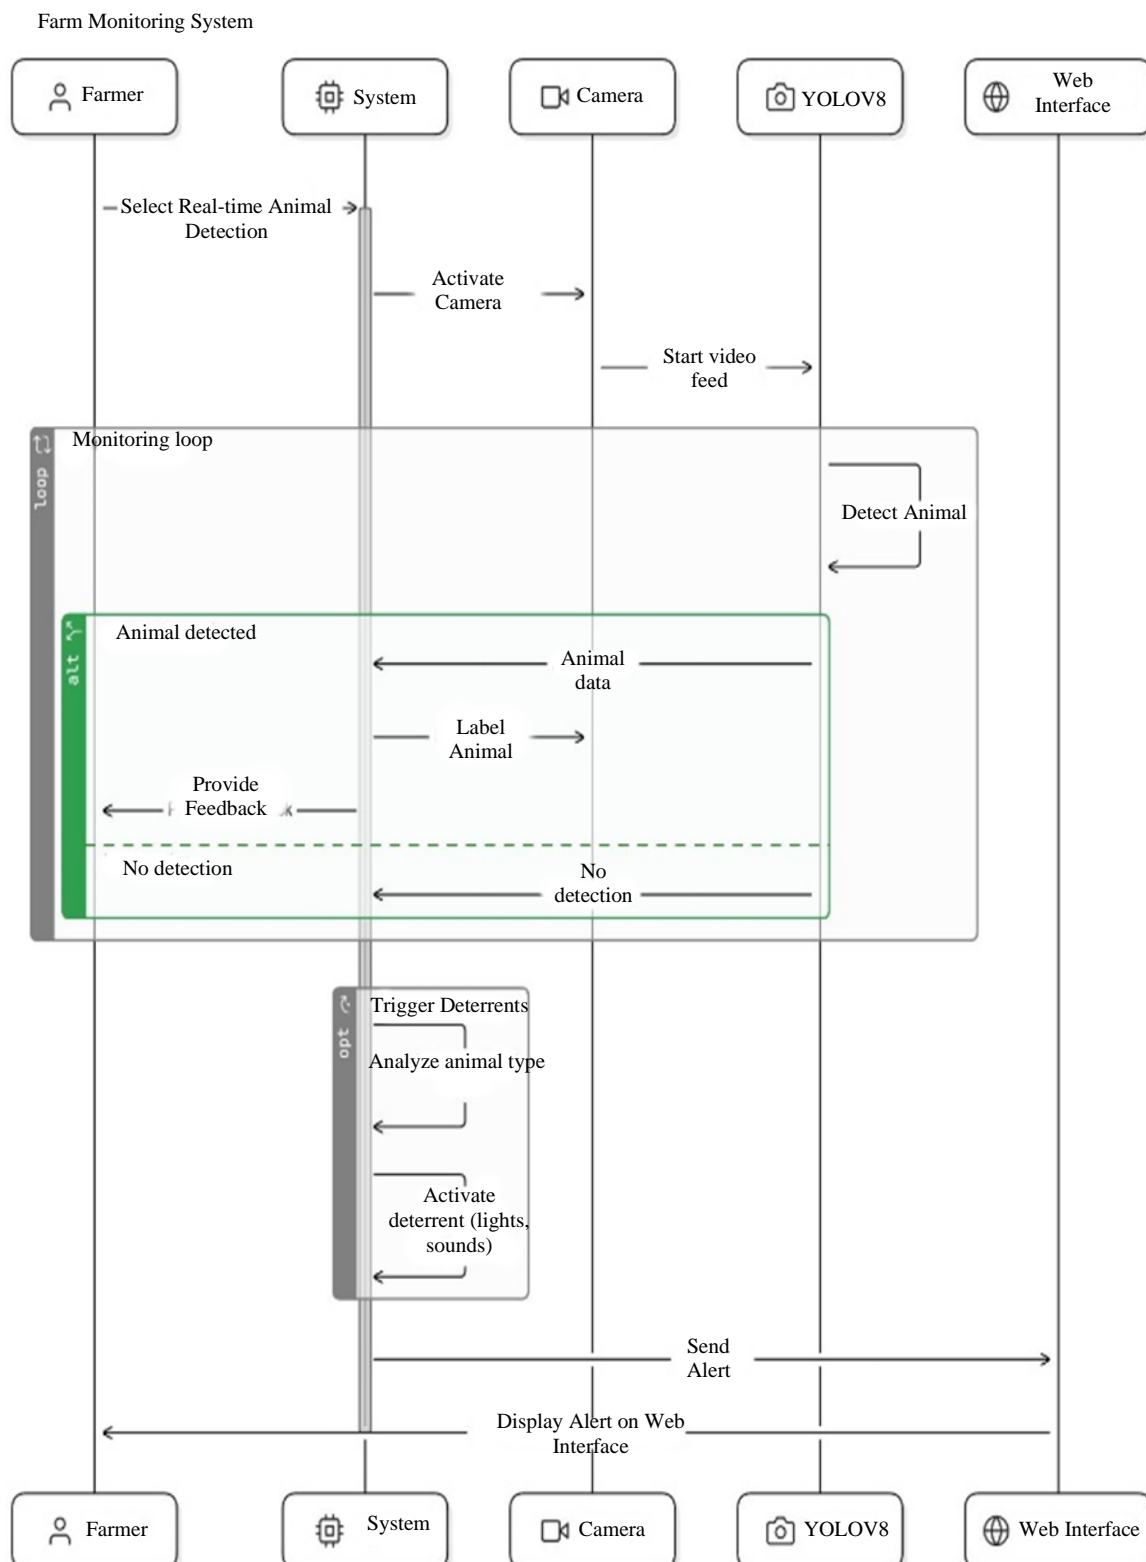 Farm Monitoring System
Farmer
System
Camera
YOLOV8
Web
Interface
Select Real-time Animal
Detection
Activate
Camera
Start video
feed
loop
Monitoring loop
Detect Animal
alt
Animal detected
Animal
data
Label
Animal
Provide
Feedback
No detection
No
detection
opt
Trigger Deterrents
Analyze animal type
Activate
deterrent (lights,
sounds)
Send
Alert
Display Alert on Web
Interface
Farmer
System
Camera
YOLOV8
Web Interface